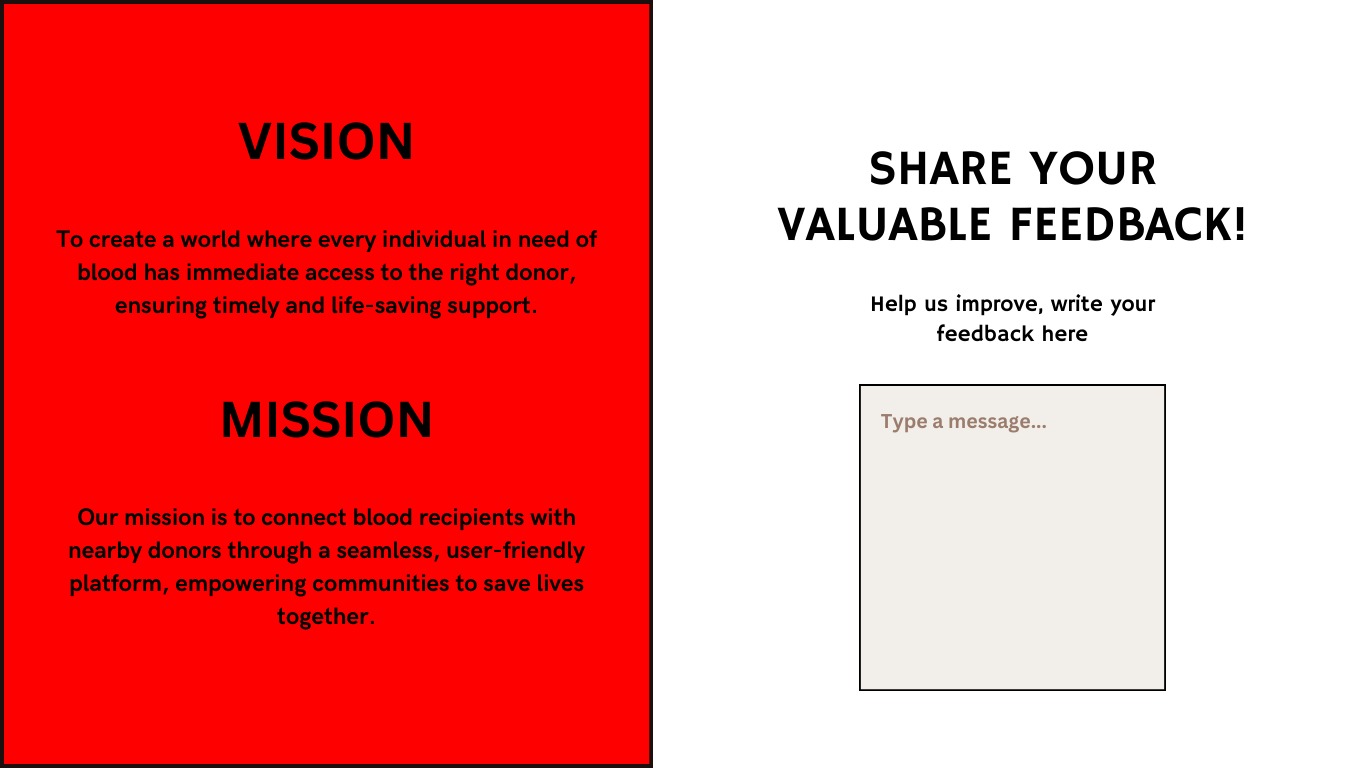 VISION
To create a world where every individual in need of
blood has immediate access to the right donor,
ensuring timely and life-saving support.
MISSION
Our mission is to connect blood recipients with
nearby donors through a seamless, user-friendly
platform, empowering communities to save lives
together.
SHARE YOUR
VALUABLE FEEDBACK!
Help us improve, write your
feedback here
Type a message...